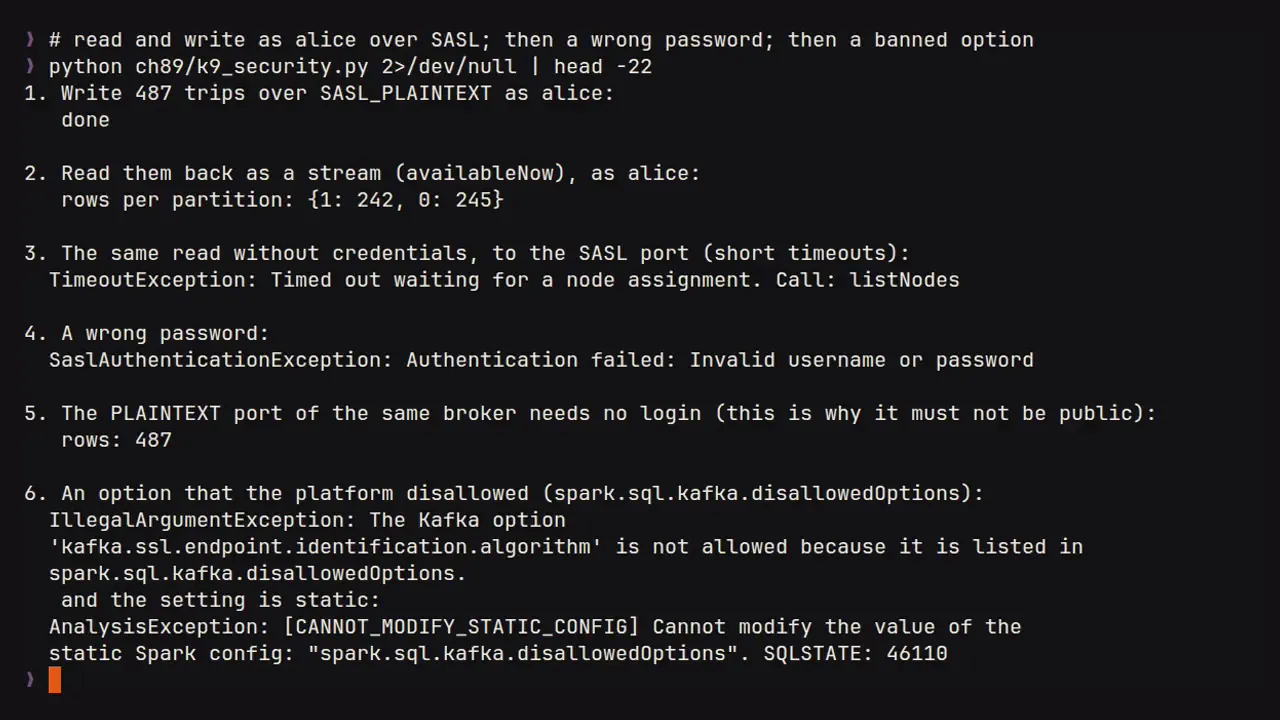 ❯ # read and write as alice over SASL; then a wrong password; then a banned option
❯ python ch89/k9_security.py 2>/dev/null | head -22
1. Write 487 trips over SASL_PLAINTEXT as alice:
   done
2. Read them back as a stream (availableNow), as alice:
   rows per partition: {1: 242, 0: 245}
3. The same read without credentials, to the SASL port (short timeouts):
  TimeoutException: Timed out waiting for a node assignment. Call: listNodes
4. A wrong password:
  SaslAuthenticationException: Authentication failed: Invalid username or password
5. The PLAINTEXT port of the same broker needs no login (this is why it must not be public):
   rows: 487
6. An option that the platform disallowed (spark.sql.kafka.disallowedOptions):
  IllegalArgumentException: The Kafka option
  'kafka.ssl.endpoint.identification.algorithm' is not allowed because it is listed in
  spark.sql.kafka.disallowedOptions.
   and the setting is static:
  AnalysisException: [CANNOT_MODIFY_STATIC_CONFIG] Cannot modify the value of the
  static Spark config: "spark.sql.kafka.disallowedOptions". SQLSTATE: 46110
❯